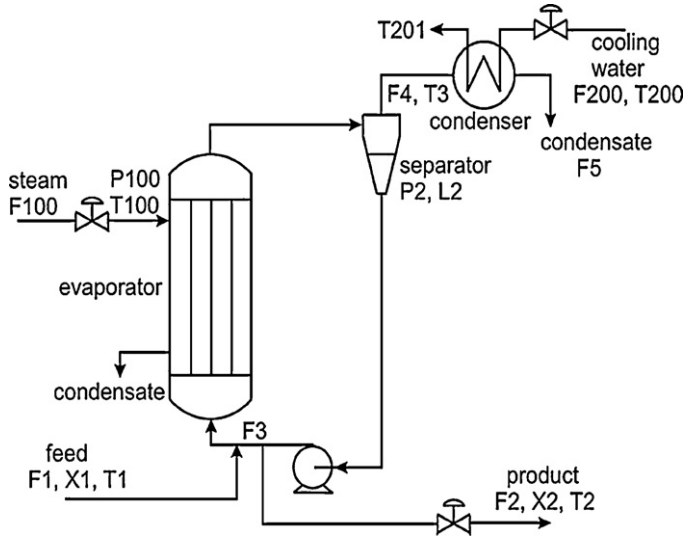 T201
cooling
water
F200, T200
F4, T3
condenser
condensate
F5
separator
P2, L2
steam
F100
P100
T100
evaporator
condensate
F3
feed
F1, X1, T1
product
F2, X2, T2